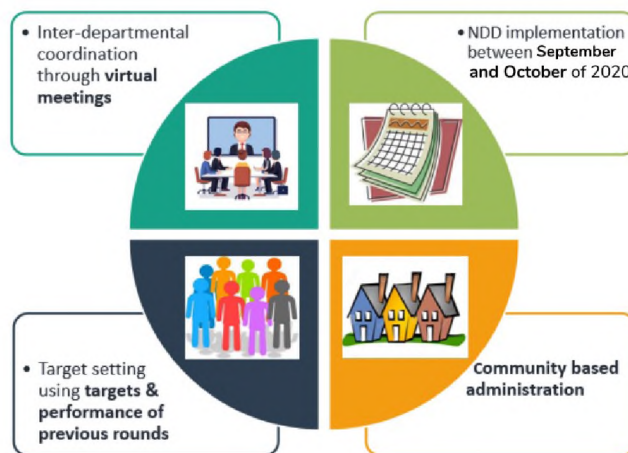 • Inter-departmental
coordination
through virtual
meetings
• NDD implementation
between September
and October of 2020
• Target setting
using targets &
performance of
previous rounds
Community based
administration